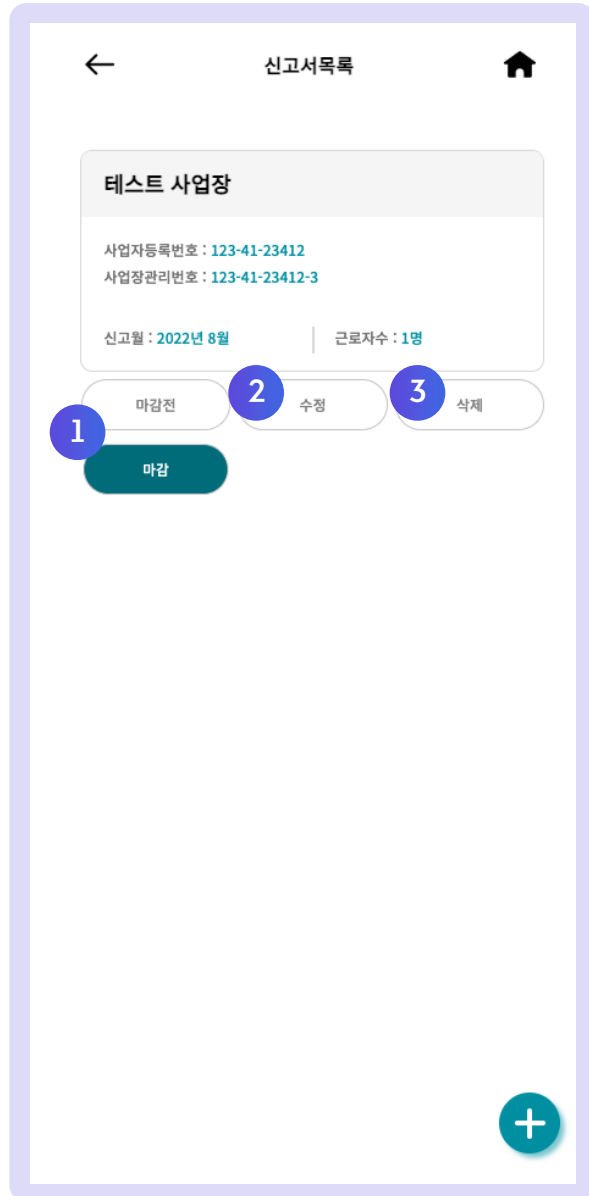 신고서목록
테스트 사업장
사업자등록번호 : 123-41-23412
사업장관리번호 : 123-41-23412-3
신고월 : 2022년 8월 근로자수 : 1명
마감전 2 수정 3 삭제
1
마감